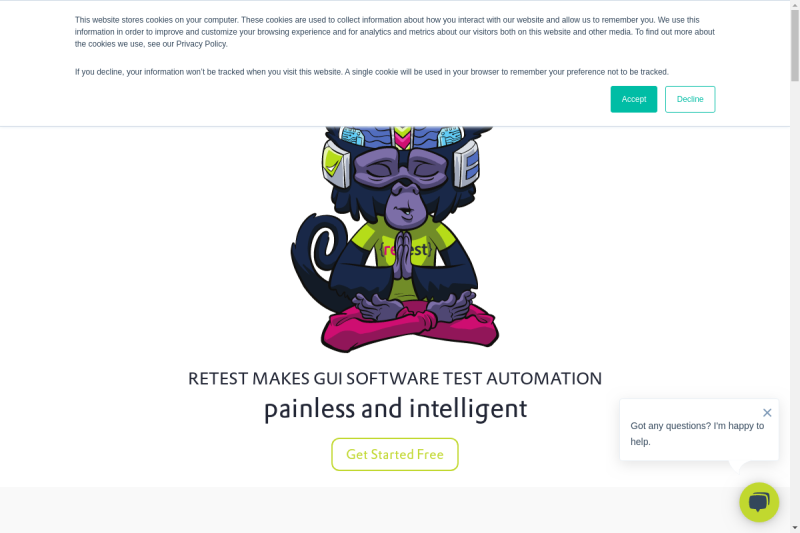 This website stores cookies on your computer. These cookies are used to collect information about how you interact with our website and allow us to remember you. We use this
information in order to improve and customize your browsing experience and for analytics and metrics about our visitors both on this website and other media. To find out more about
the cookies we use, see our Privacy Policy.
If you decline, your information won't be tracked when you visit this website. A single cookie will be used in your browser to remember your preference not to be tracked.
Accept
Decline
{retest}
RETEST MAKES GUI SOFTWARE TEST AUTOMATION
painless and intelligent
Get Started Free
Got any questions? I'm happy to
help.